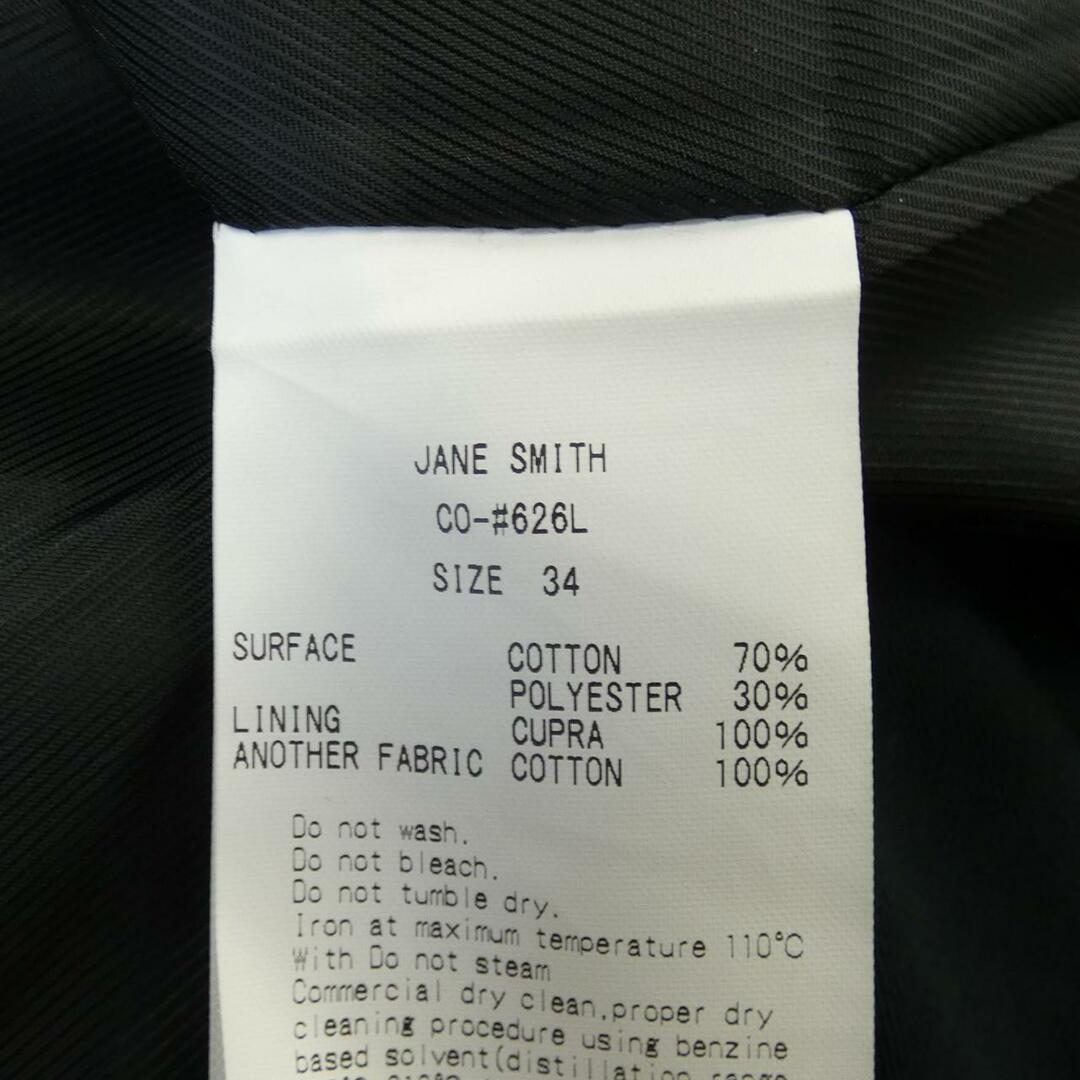 JANE SMITH
CO-#626L
SIZE 34
SURFACE COTTON 70%
POLYESTER 30%
LINING CUPRA 100%
ANOTHER FABRIC COTTON 100%
Do not wash.
Do not bleach.
Do not tumble dry.
Iron at maximum temperature 110°C
With Do not steam
Commercial dry clean,proper dry
cleaning procedure using benzine
based solvent(distillation range